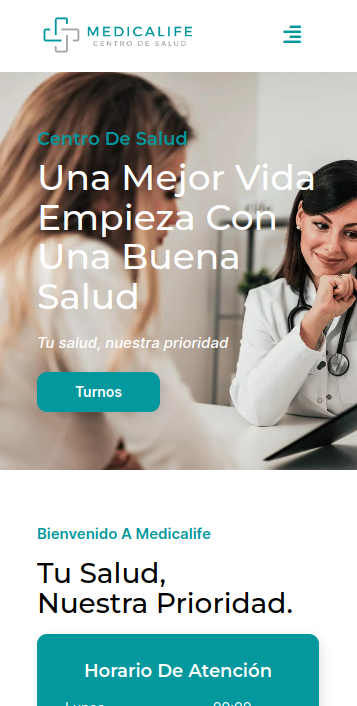 MEDICALIFE
CENTRO DE SALUD
Centro De Salud
Una Mejor Vida
Empieza Con
Una Buena
Salud
Tu salud, nuestra prioridad
Turnos
Bienvenido A Medicalife
Tu Salud,
Nuestra Prioridad.
Horario De Atención